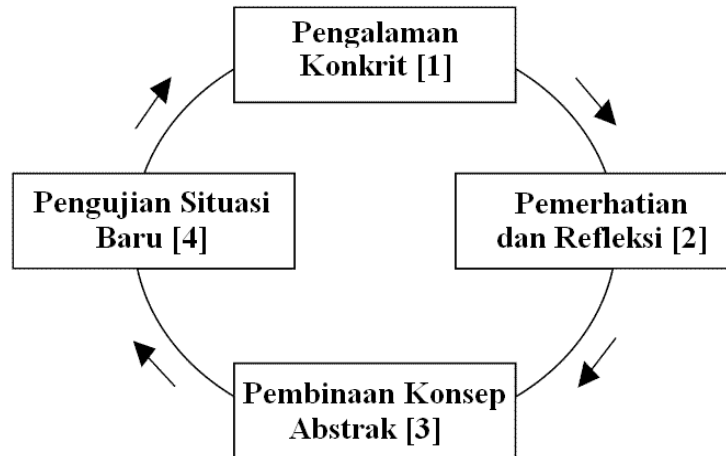 Pengalaman
Konkrit [1]
Pemerhatian
dan Refleksi [2]
Pembinaan Konsep
Abstrak [3]
Pengujian Situasi
Baru [4]